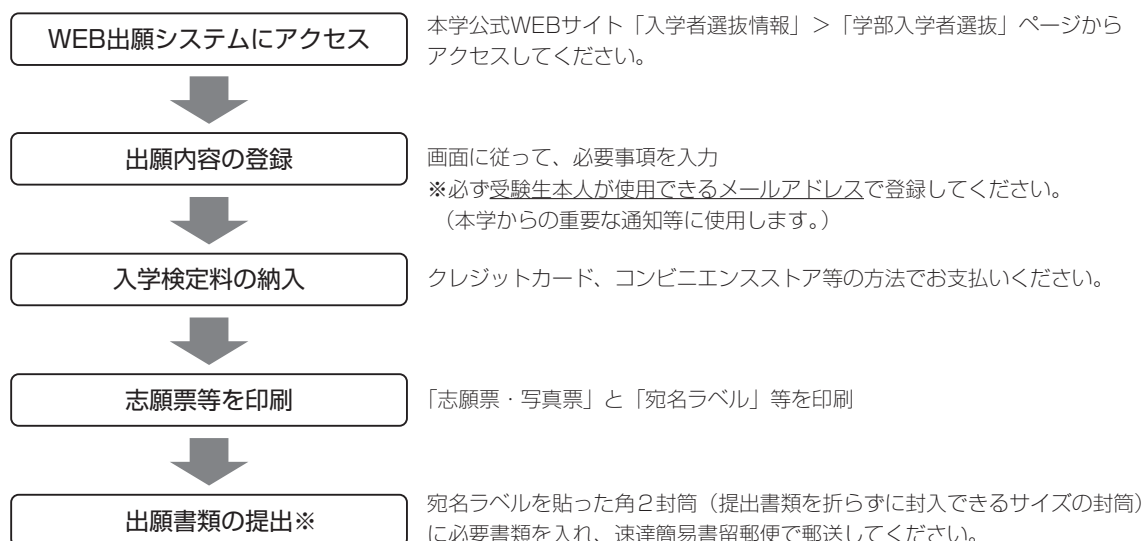 WEB出願システムにアクセス
本学公式WEBサイト「入学者選抜情報」＞「学部入学者選抜」ページから
アクセスしてください。
出願内容の登録
画面に従って、必要事項を入力
※必ず受験生本人が使用できるメールアドレスで登録してください。
（本学からの重要な通知等に使用します。）
入学検定料の納入
クレジットカード、コンビニエンスストア等の方法でお支払いください。
志願票等を印刷
「志願票・写真票」と「宛名ラベル」等を印刷
出願書類の提出※
宛名ラベルを貼った角２封筒（提出書類を折らずに封入できるサイズの封筒）
に必要書類を入れ、速達簡易書留郵便で郵送してください。